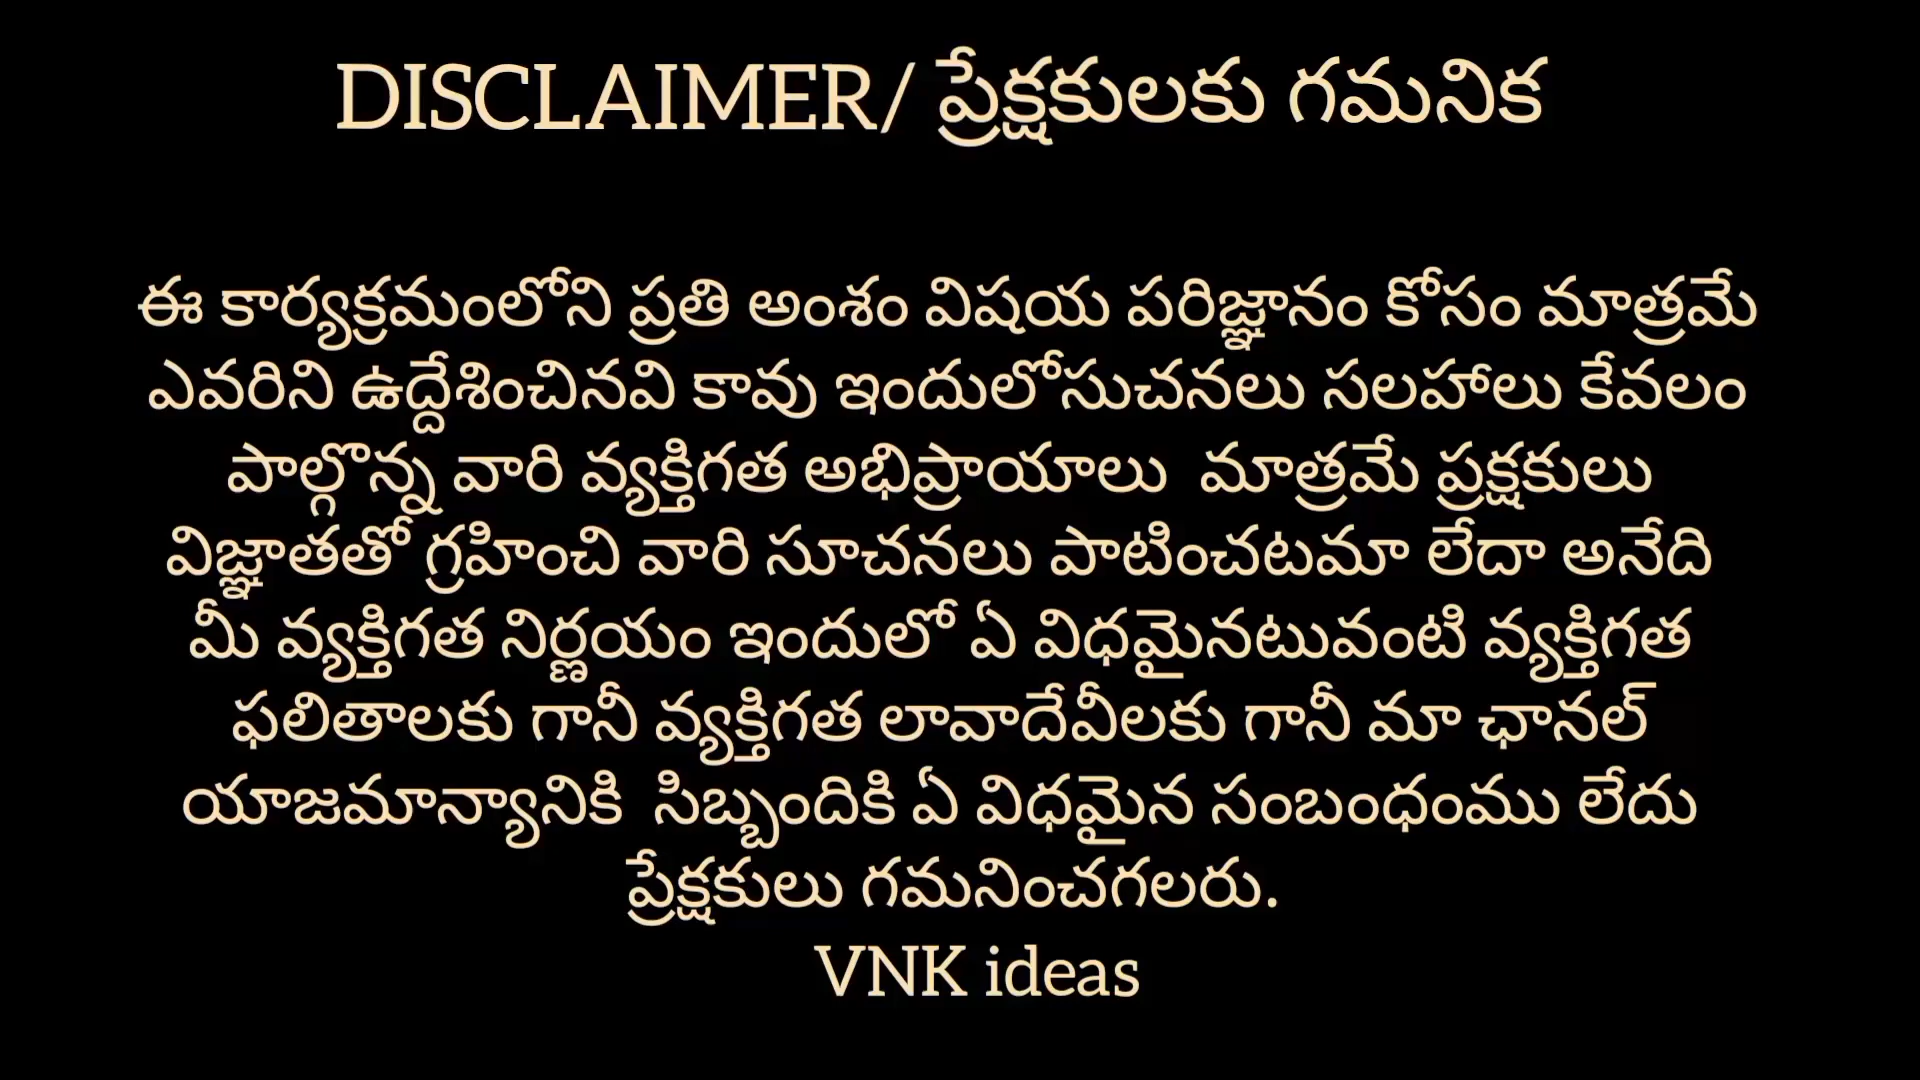 DISCLAIMER/ ప్రేక్షకులకు గమనిక
ఈ కార్యక్రమంలోని ప్రతి అంశం విషయ పరిజ్ఞానం కోసం మాత్రమే
ఎవరిని ఉద్దేశించినవి కావు ఇందులోసుచనలు సలహాలు కేవలం
పాల్గొన్న వారి వ్యక్తిగత అభిప్రాయాలు మాత్రమే ప్రక్షకులు
విజ్ఞాతతో గ్రహించి వారి సూచనలు పాటించటమా లేదా అనేది
మీ వ్యక్తిగత నిర్ణయం ఇందులో ఏ విధమైనటువంటి వ్యక్తిగత
ఫలితాలకు గానీ వ్యక్తిగత లావాదేవీలకు గానీ మా ఛానల్
యాజమాన్యానికి సిబ్బందికి ఏ విధమైన సంబంధంము లేదు
ప్రేక్షకులు గమనించగలరు.
VNK ideas